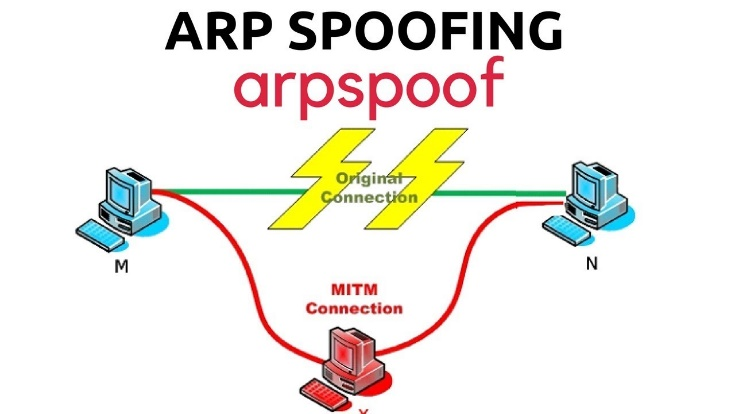 ARP SPOOFING
arpspoof
Original
Connection
M
N
MITM
Connection